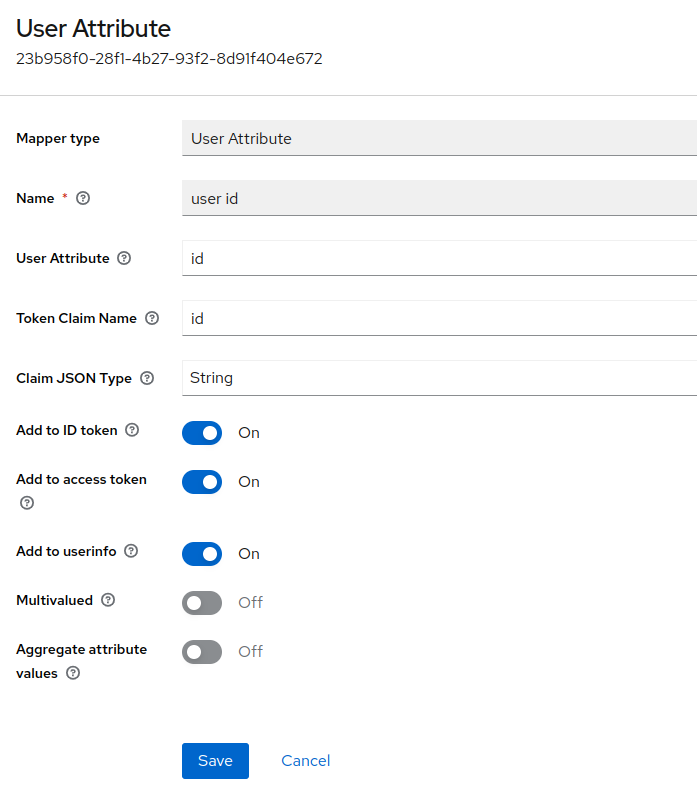 User Attribute
23b958f0-28f1-4b27-93f2-8d91f404e672
Mapper type
User Attribute
Name *
user id
User Attribute
id
Token Claim Name
id
Claim JSON Type
String
Add to ID token
On
Add to access token
On
Add to userinfo
On
Multivalued
Off
Aggregate attribute
values
Off
Save
Cancel